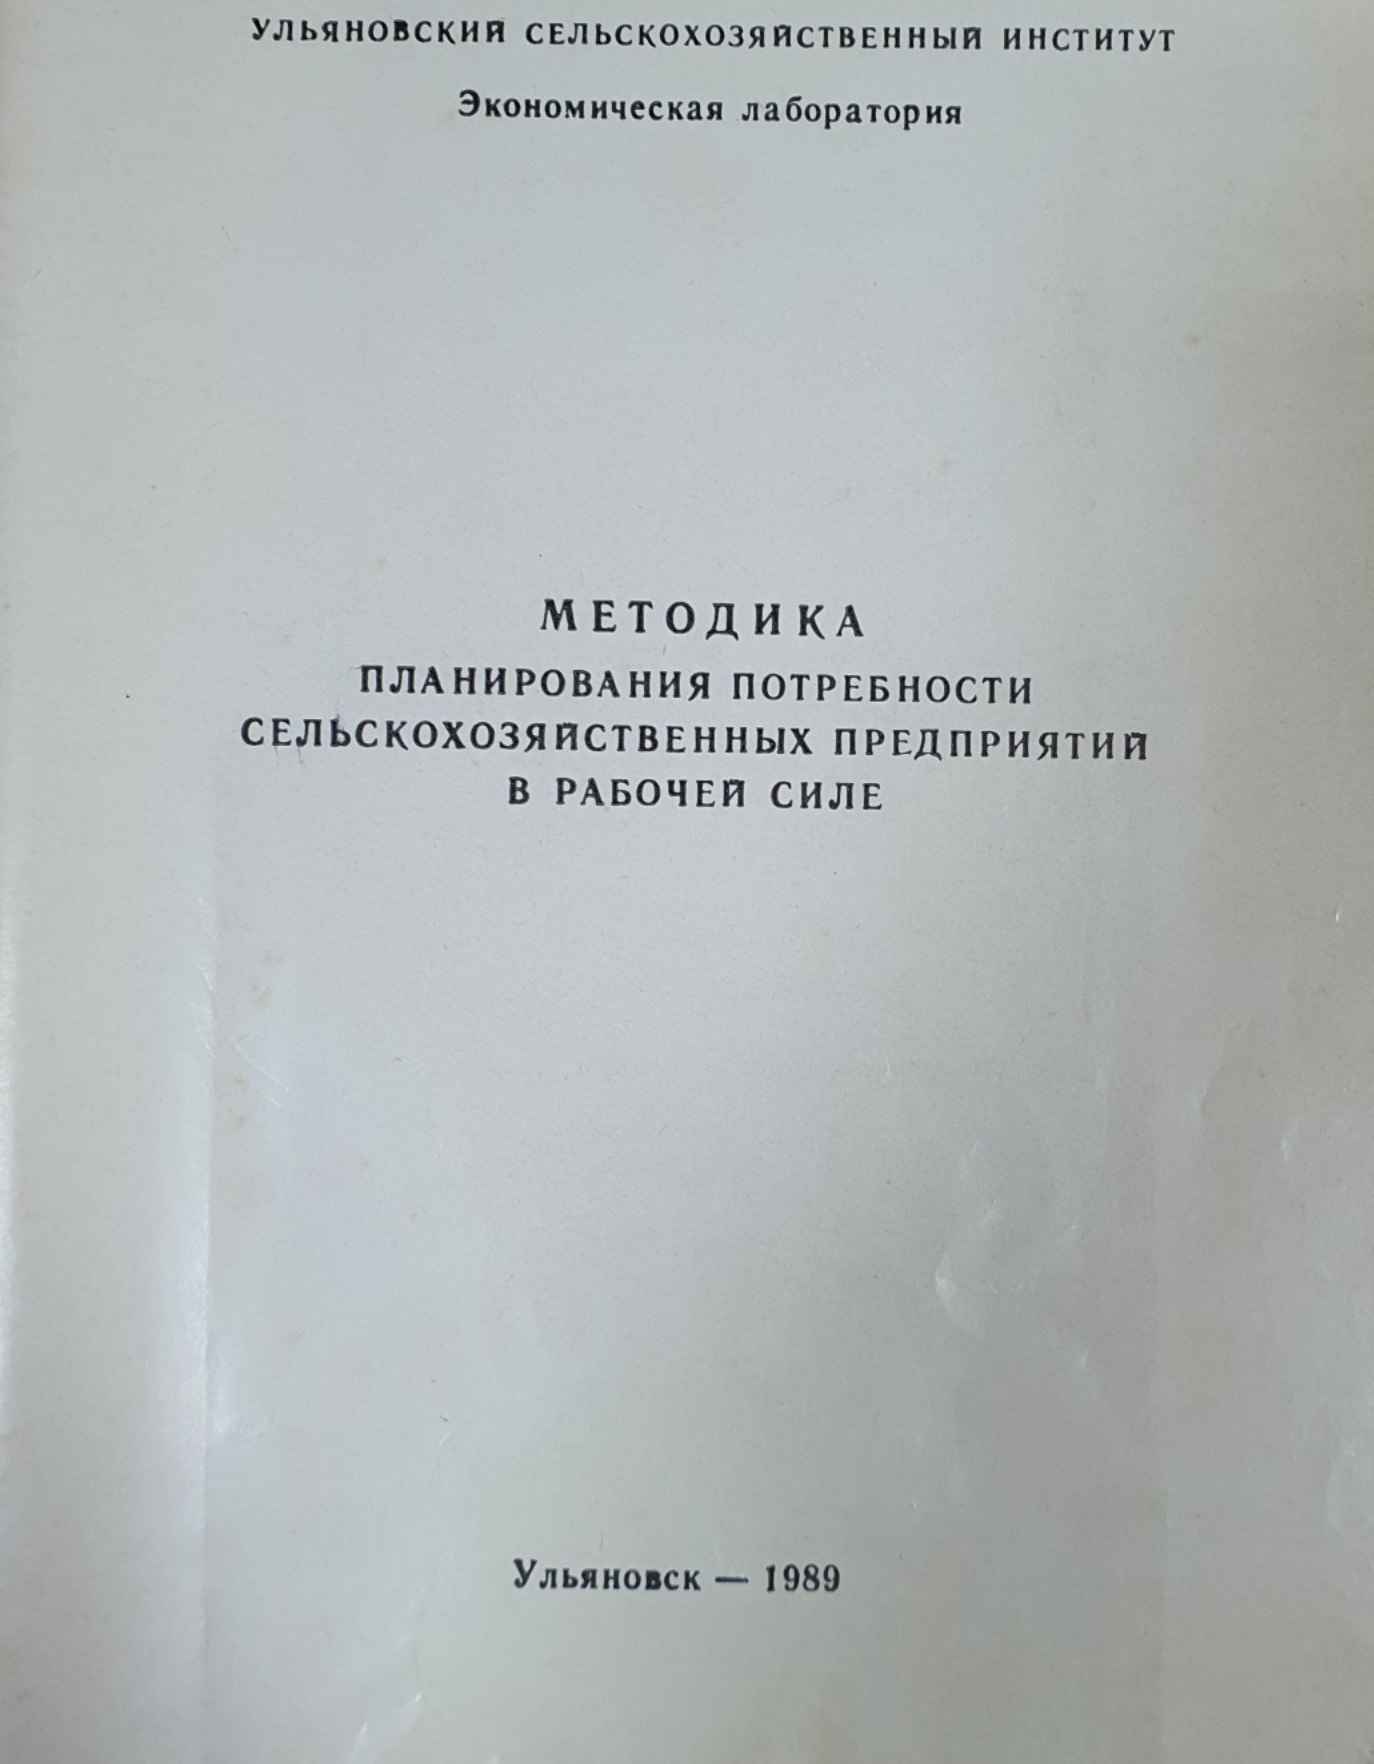 УЛЬЯНОВСКИЙ СЕЛЬСКОХОЗЯЙСТВЕННЫЙ ИНСТИТУТ
Экономическая лаборатория
МЕТОДИКА
ПЛАНИРОВАНИЯ ПОТРЕБНОСТИ
СЕЛЬСКОХОЗЯЙСТВЕННЫХ ПРЕДПРИЯТИЙ
В РАБОЧЕЙ СИЛЕ
Ульяновск — 1989